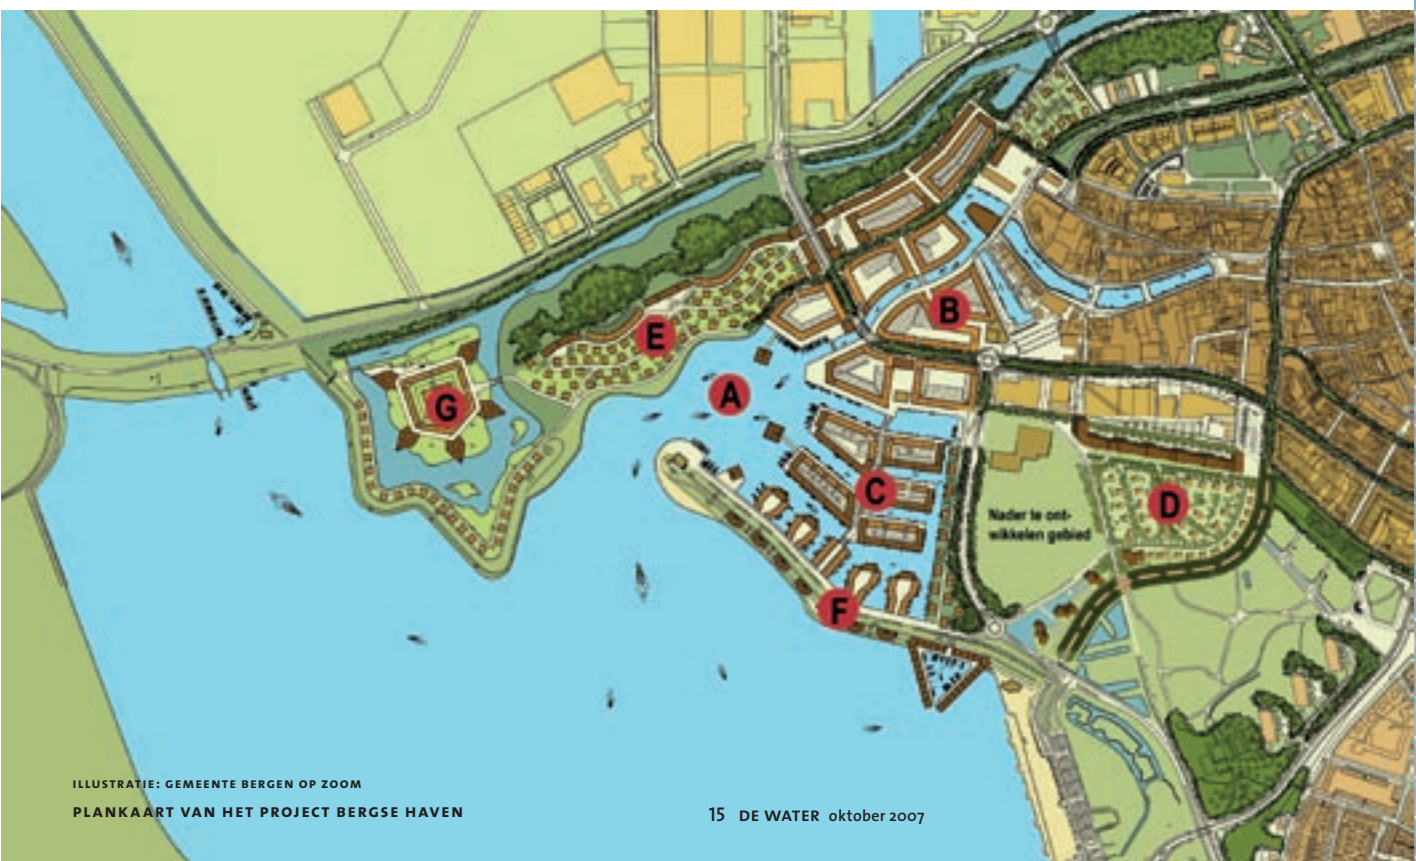 E
B
A
G
C
D
Nader te ont-
wikkelen gebied
F
ILLUSTRATIE: GEMEENTE BERGEN OP ZOOM
PLANKAART VAN HET PROJECT BERGSE HAVEN
15 DE WATER oktober 2007